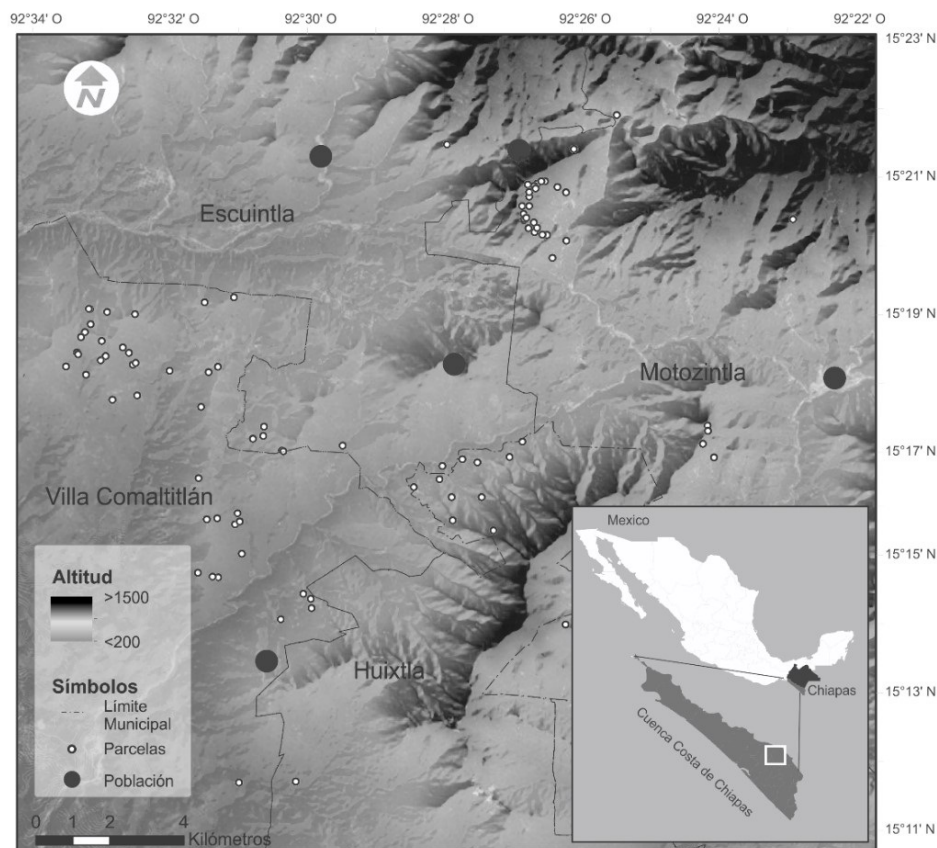 92°34' O 92°32' O 92°30' O 92°28' O 92°26' O 92°24' O 92°22' O
15°23' N
N
15°21' N
Escuintla
15°19' N
Motozintla
15°17' N
Villa Comaltitlán
Mexico
15°15' N
Altitud
>1500
<200
Huixtla
Chiapas
15°13' N
Símbolos
Límite
Municipal
Parcelas
Población
Cuenca Costa de Chiapas
0 1 2 4
Kilómetros
15°11' N